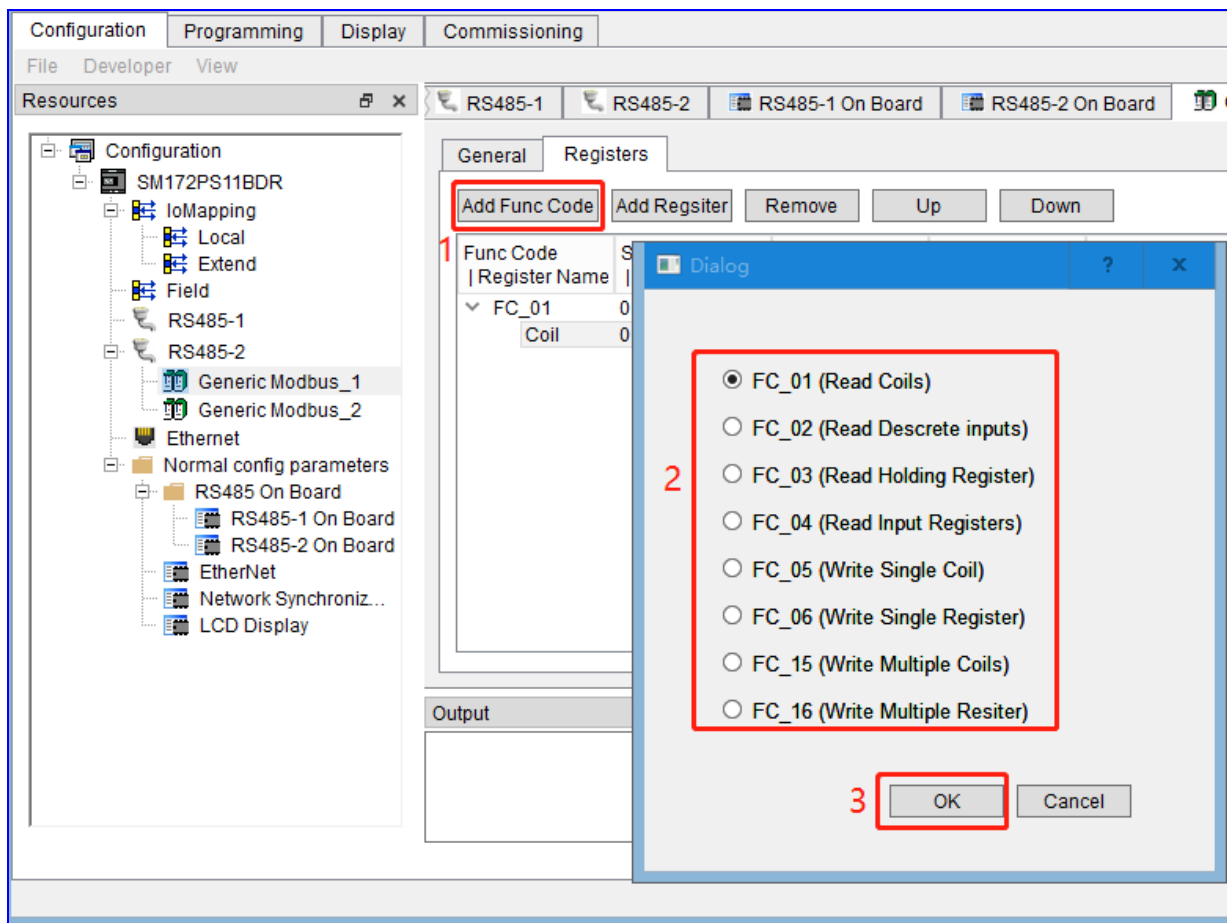 Configuration Programming Display Commissioning
File Developer View
Resources
RS485-1 RS485-2 RS485-1 On Board RS485-2 On Board
Configuration
SM172PS11BDR
IoMapping
Local
Extend
Field
RS485-1
RS485-2
Generic Modbus_1
Generic Modbus_2
Ethernet
Normal config parameters
RS485 On Board
RS485-1 On Board
RS485-2 On Board
EtherNet
Network Synchroniz...
LCD Display
General Registers
Add Func Code Add Regsiter Remove Up Down
1
Func Code
| Register Name |
FC_01 0
Coil 0
Output
Dialog ? x
2
FC_01 (Read Coils)
FC_02 (Read Descrete inputs)
FC_03 (Read Holding Register)
FC_04 (Read Input Registers)
FC_05 (Write Single Coil)
FC_06 (Write Single Register)
FC_15 (Write Multiple Coils)
FC_16 (Write Multiple Resiter)
3 OK Cancel